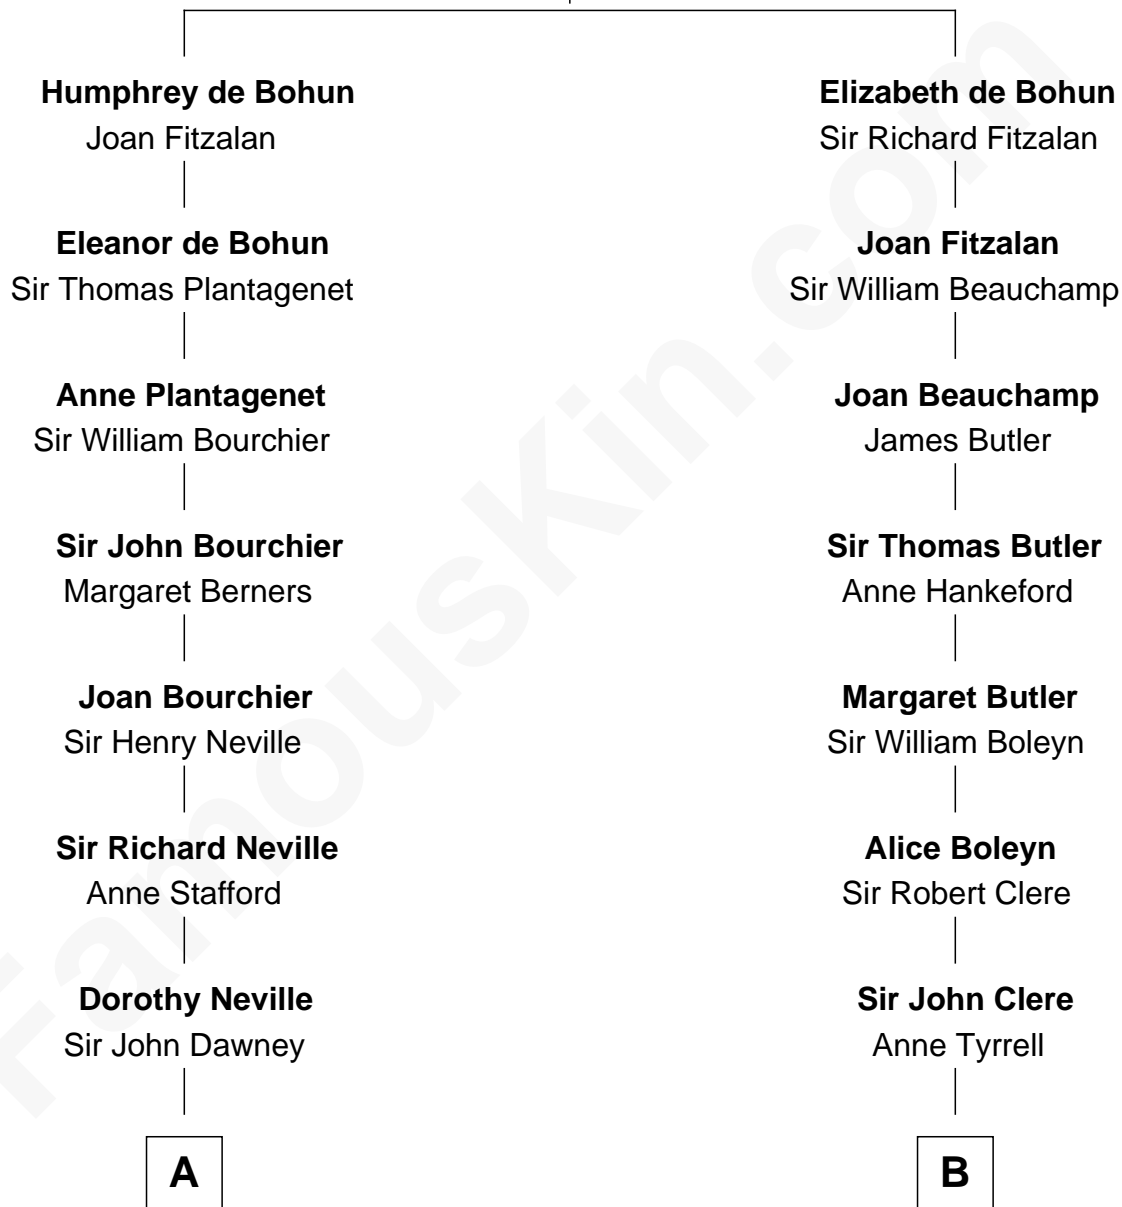 Humphrey de Bohun
Joan Fitzalan
Eleanor de Bohun
Sir Thomas Plantagenet
Anne Plantagenet
Sir William Bourchier
Sir John Bourchier
Margaret Berners
Joan Bourchier
Sir Henry Neville
Sir Richard Neville
Anne Stafford
Dorothy Neville
Sir John Dawney
A
Elizabeth de Bohun
Sir Richard Fitzalan
Joan Fitzalan
Sir William Beauchamp
Joan Beauchamp
James Butler
Sir Thomas Butler
Anne Hankeford
Margaret Butler
Sir William Boleyn
Alice Boleyn
Sir Robert Clere
Sir John Clere
Anne Tyrrell
B
FamousKin.com